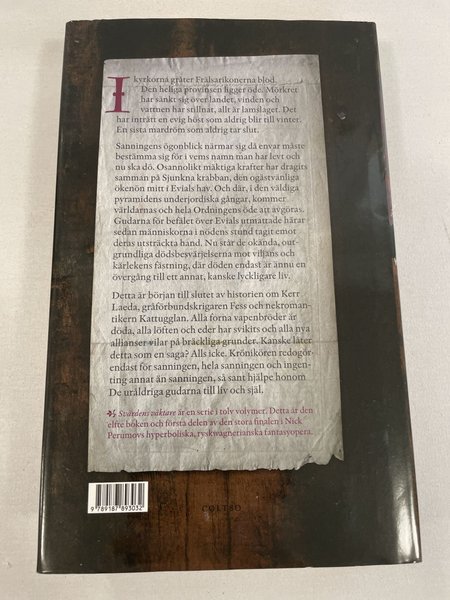 I kyrkorna gråter Frälsarikonerna blod.
Den heliga provinsen ligger öde. Mörkret
har sänkt sig över landet, vinden och
vattnen har stillnat, allt är lamslaget. Det
har inträtt en evig höst som aldrig blir till vinter.
En sista mardröm som aldrig tar slut.
Sanningens ögonblick närmar sig då envar måste
bestämma sig för i vems namn man har levt och
nu ska dö. Osannolikt mäktiga krafter har dragits
samman på Sjunkna krabban, den ogästvänliga
ökenön mitt i Evials hav. Och där, i den väldiga
pyramidens underjordiska gångar, kommer
världarnas och hela Ordningens öde att avgöras.
Gudarna för befälet över Evials utmattade härar
sedan människorna i nödens stund tagit emot
deras utsträckta hand. Nu står de okända, out-
grundliga dödsbesvärjelserna mot viljans och
kärlekens fästning, där döden endast är ännu en
övergång till ett annat, kanske lyckligare liv.
Detta är början till slutet av historien om Kerr
Laeda, gråförbundskrigaren Fess och nekroman-
tikern Kattugglan. Alla forna vapenbröder är
döda, alla löften och eder har svikits och alla nya
allianser vilar på bräckliga grunder. Kanske låter
detta som en saga? Alls icke. Krönikören redogör
endast för sanningen, hela sanningen och ingen-
ting annat än sanningen, så sant hjälpe honom
De uråldriga gudarna till liv och själ.
Svärdens väktare är en serie i tolv volymer. Detta är den
elfte boken och första delen av den stora finalen i Nick
Perumovs hyperboliska, ryskwagnerianska fantasyopera.
9 789187 893032
COLTSO